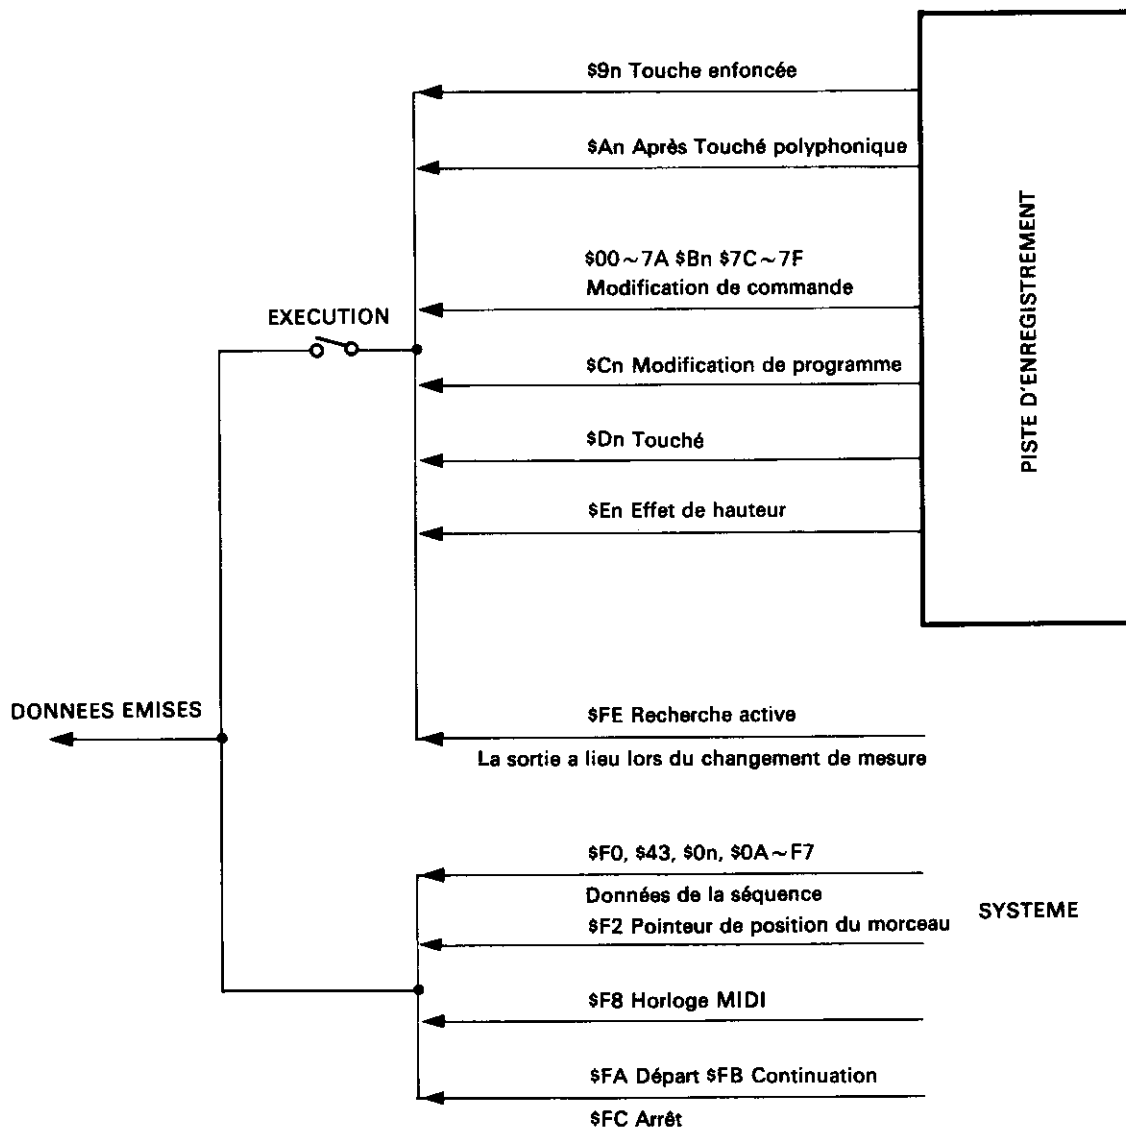 $9n Touche enfoncée
$An Après Touché polyphonique
$00~7A $Bn $7C~7F
Modification de commande
EXECUTION
$Cn Modification de programme
$Dn Touché
$En Effet de hauteur
PISTE D'ENREGISTREMENT
DONNEES EMISES
$FE Recherche active
La sortie a lieu lors du changement de mesure
$F0, $43, $0n, $0A~F7
Données de la séquence
SYSTEME
$F2 Pointeur de position du morceau
$F8 Horloge MIDI
$FA Départ $FB Continuation
$FC Arrêt